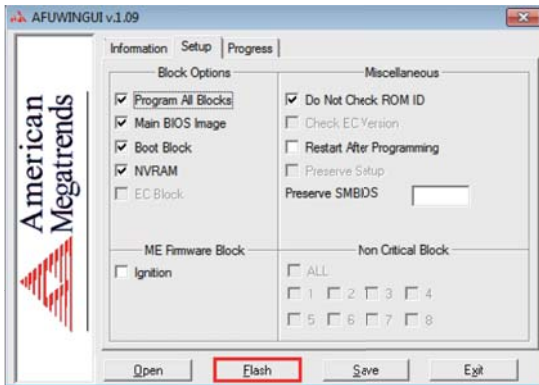 AFUWINGUI v.1.09
American
Megatrends
Information Setup Progress
Block Options
Program All Blocks
Main BIOS Image
Boot Block
NVRAM
EC Block
Miscellaneous
Do Not Check ROM ID
Check EC Version
Restart After Programming
Preserve Setup
Preserve SMBIOS
ME Firmware Block
Ignition
Non Critical Block
ALL
1 2 3 4
5 6 7 8
Open Flash Save Exit